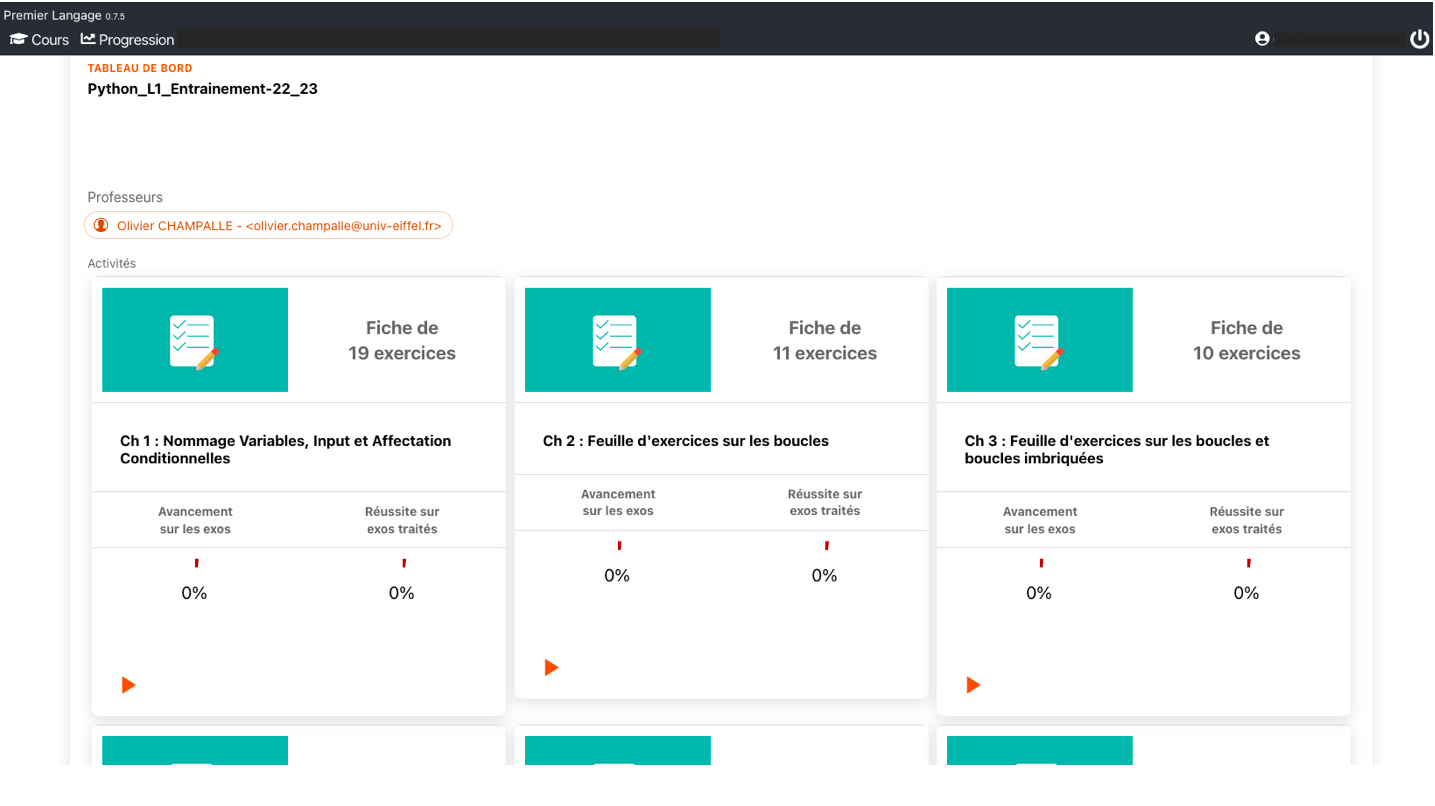 Premier Langage 0.7.5
Cours Progression
TABLEAU DE BORD
Python_L1_Entrainement-22_23
Professeurs
Olivier CHAMPALLE - <olivier.champalle@univ-eiffel.fr>
Activités
Fiche de
19 exercices
Ch 1 : Nommage Variables, Input et Affectation
Conditionnelles
Avancement
sur les exos
Réussite sur
exos traités
0%
0%
Fiche de
11 exercices
Ch 2 : Feuille d'exercices sur les boucles
Avancement
sur les exos
Réussite sur
exos traités
0%
0%
Fiche de
10 exercices
Ch 3 : Feuille d'exercices sur les boucles et
boucles imbriquées
Avancement
sur les exos
Réussite sur
exos traités
0%
0%